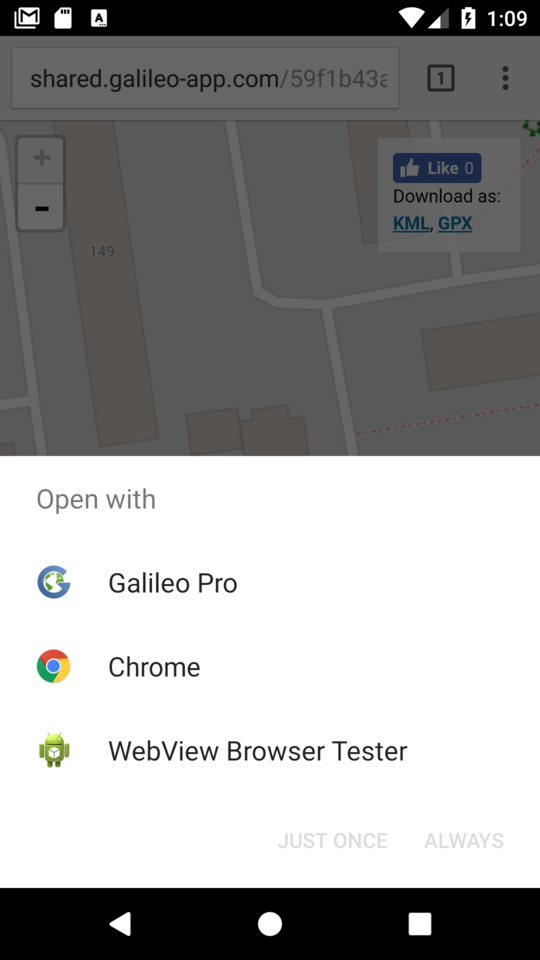 1:09
shared.galileo-app.com/59f1b43a
1
+
-
Like 0
Download as:
KML, GPX
149
Open with
Galileo Pro
Chrome
WebView Browser Tester
JUST ONCE ALWAYS